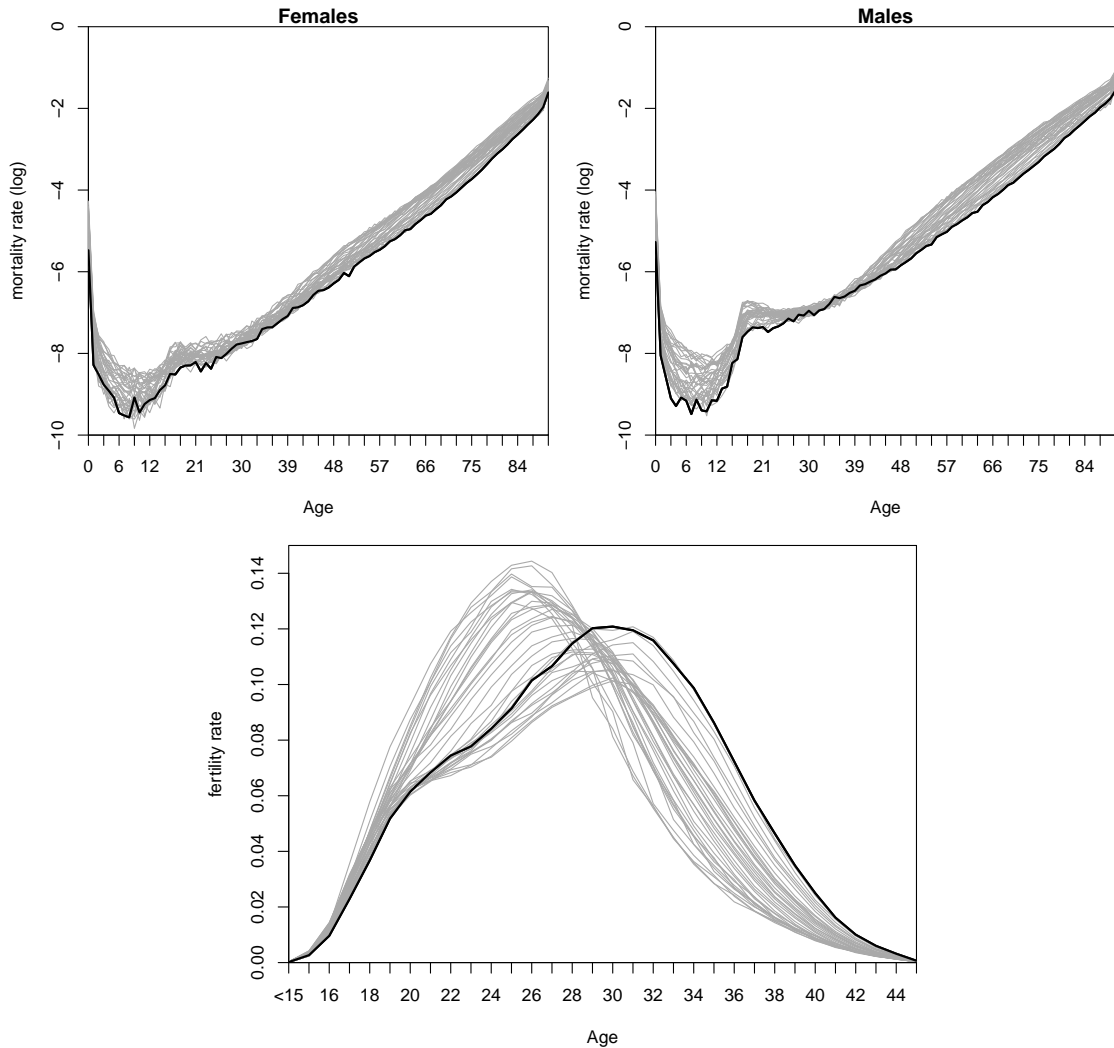 Females
Males
0
−2
−4
−6
−8
−10
mortality rate (log)
0 6 12 21 30 39 48 57 66 75 84
Age
0
−2
−4
−6
−8
−10
mortality rate (log)
0 6 12 21 30 39 48 57 66 75 84
Age
0.14
0.12
0.10
0.08
0.06
0.04
0.02
0.00
fertility rate
<15 16 18 20 22 24 26 28 30 32 34 36 38 40 42 44
Age